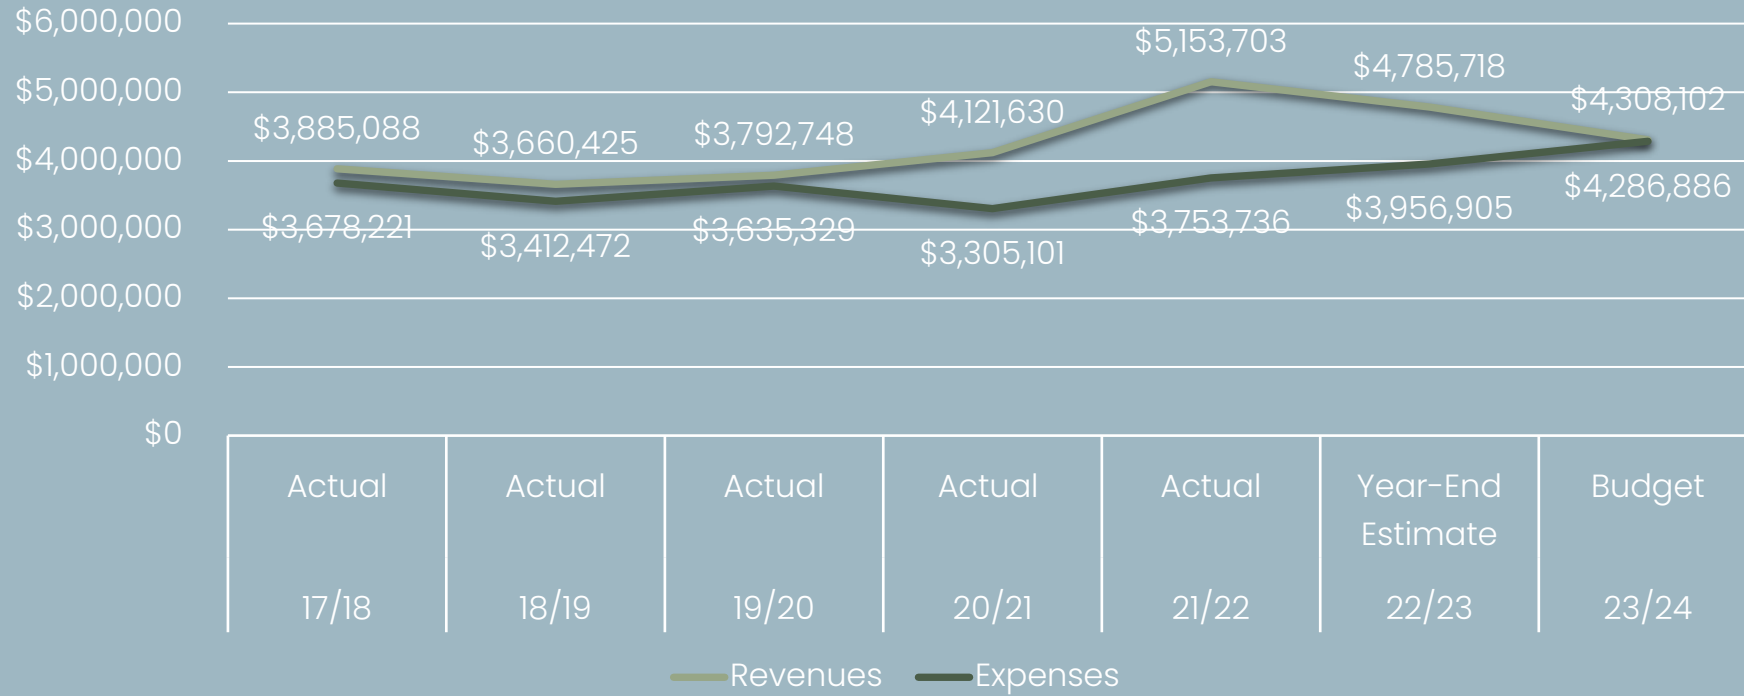 $6,000,000
$5,000,000
$4,000,000
$3,000,000
$2,000,000
$1,000,000
$0
$3,885,088
$3,660,425
$3,792,748
$4,121,630
$5,153,703
$4,785,718
$4,308,102
$3,678,221
$3,412,472
$3,635,329
$3,305,101
$3,753,736
$3,956,905
$4,286,886
Actual
Actual
Actual
Actual
Actual
Year-End
Estimate
Budget
17/18
18/19
19/20
20/21
21/22
22/23
23/24
Revenues
Expenses